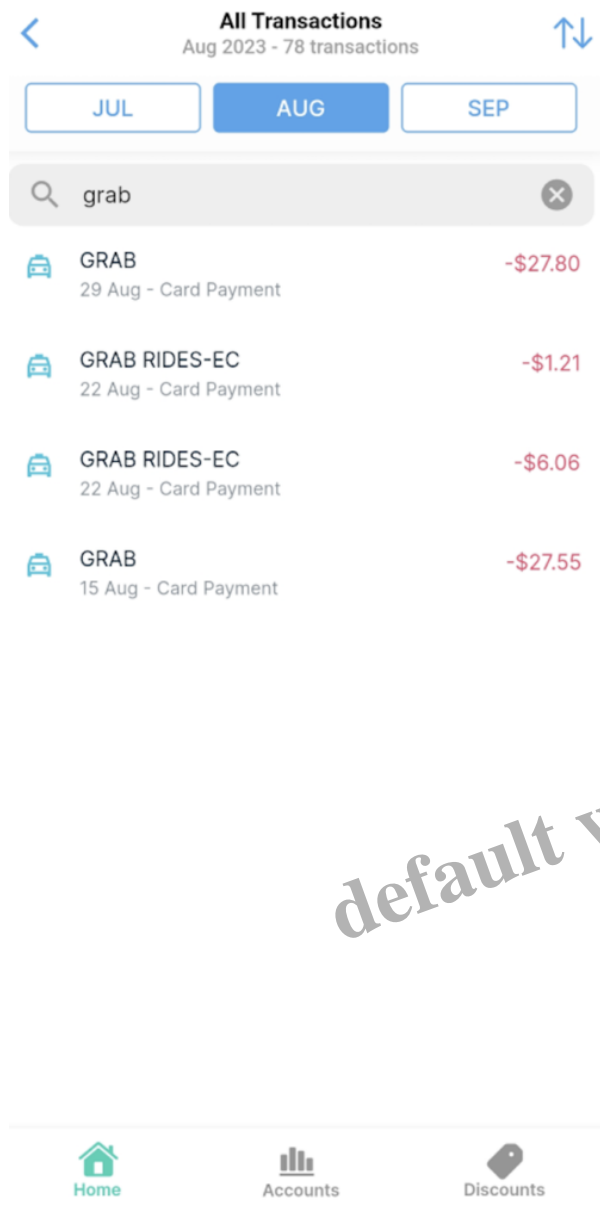 All Transactions
Aug 2023 - 78 transactions
JUL AUG SEP
grab
GRAB -$27.80
29 Aug - Card Payment
GRAB RIDES-EC -$1.21
22 Aug - Card Payment
GRAB RIDES-EC -$6.06
22 Aug - Card Payment
GRAB -$27.55
15 Aug - Card Payment
default
Home Accounts Discounts